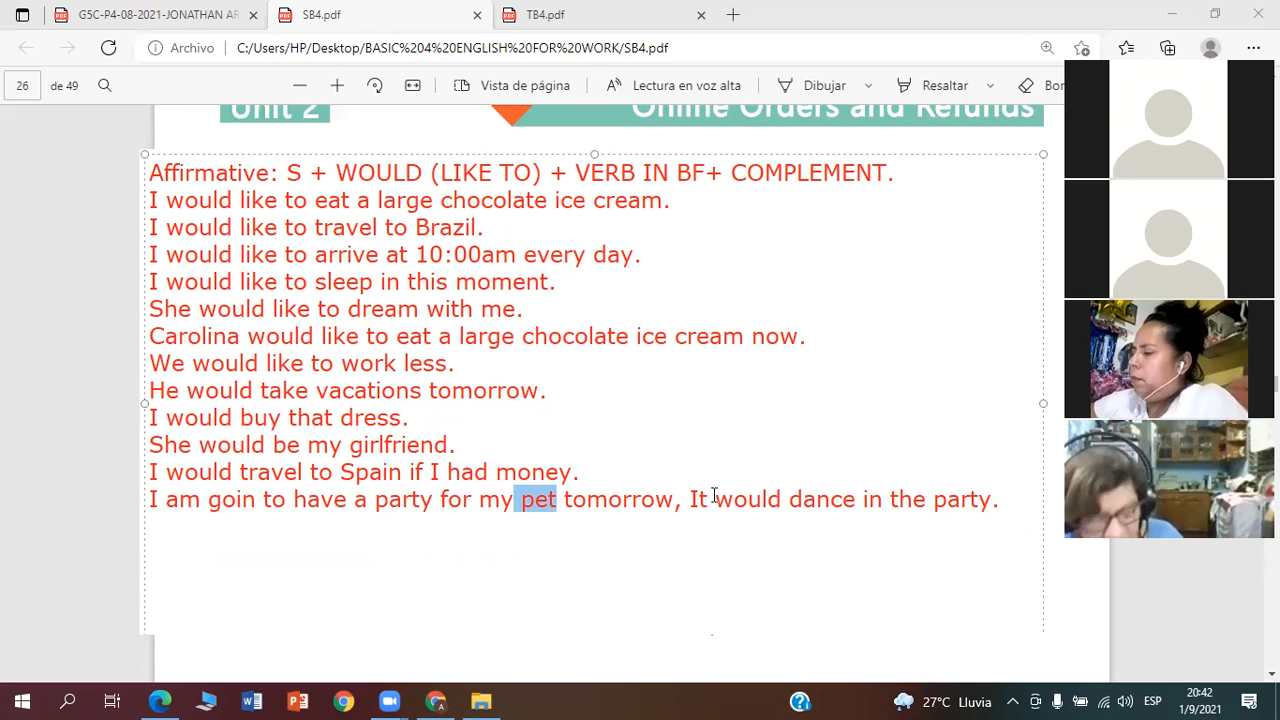 G5C-P4-08-2021-JONATHAN AR
SB4.pdf
TB4.pdf
Archivo
C:/Users/HP/Desktop/BASIC%204%20ENGLISH%20FOR%20WORK/SB4.pdf
26 de 49
Vista de página
Lectura en voz alta
Dibujar
Resaltar
Bor
Unit 2
Online Orders and Refunds
Affirmative: S + WOULD (LIKE TO) + VERB IN BF+ COMPLEMENT.
I would like to eat a large chocolate ice cream.
I would like to travel to Brazil.
I would like to arrive at 10:00am every day.
I would like to sleep in this moment.
She would like to dream with me.
Carolina would like to eat a large chocolate ice cream now.
We would like to work less.
He would take vacations tomorrow.
I would buy that dress.
She would be my girlfriend.
I would travel to Spain if I had money.
I am goin to have a party for my pet tomorrow, It would dance in the party.
27°C Lluvia
ESP
20:42
1/9/2021